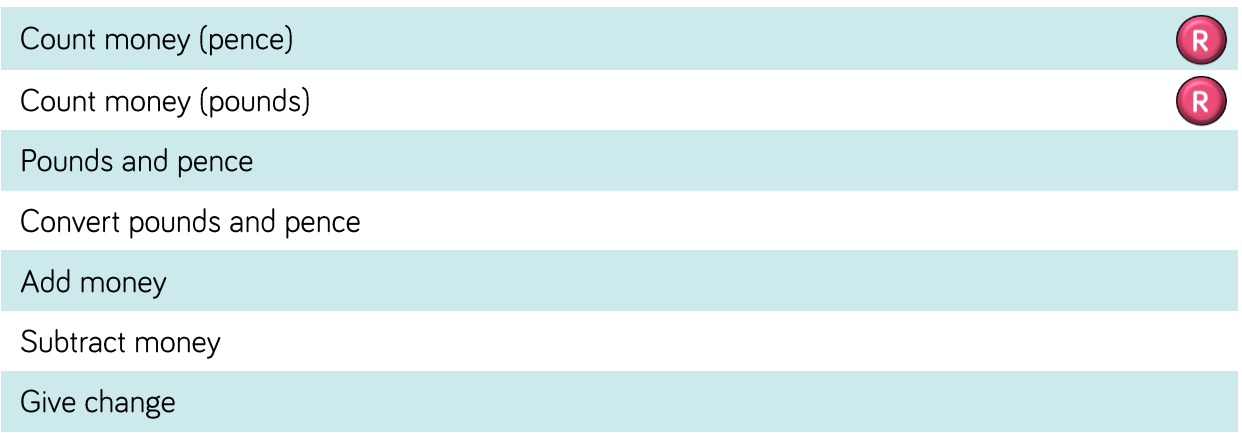 Count money (pence) R
Count money (pounds) R
Pounds and pence
Convert pounds and pence
Add money
Subtract money
Give change